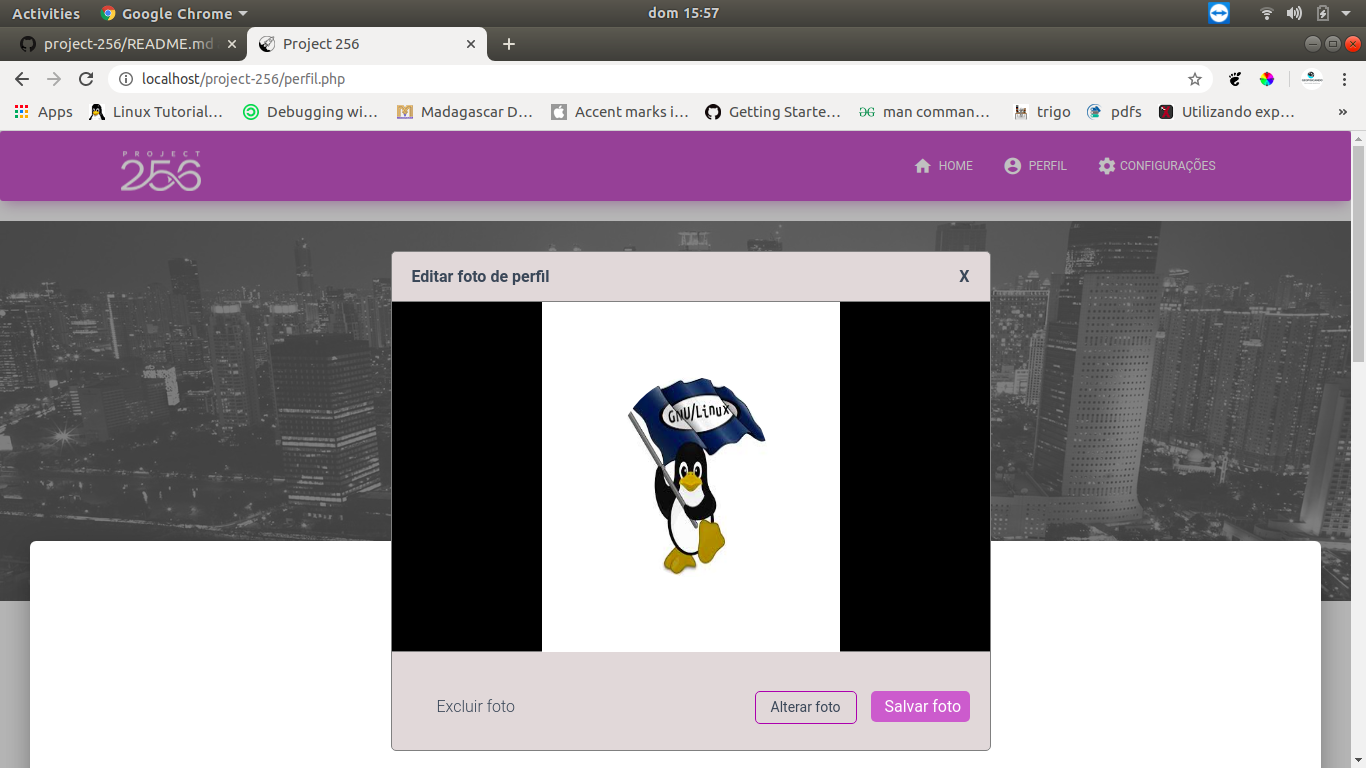 Activities Google Chrome dom 15:57
project-256/README.md Project 256
localhost/project-256/perfil.php
Apps Linux Tutorial… Debugging wi… Madagascar D… Accent marks i… Getting Starte… man comman… trigo pdfs Utilizando exp… »
PROJECT
256
HOME PERFIL CONFIGURAÇÕES
Editar foto de perfil X
GNU/Linux
Excluir foto Alterar foto Salvar foto